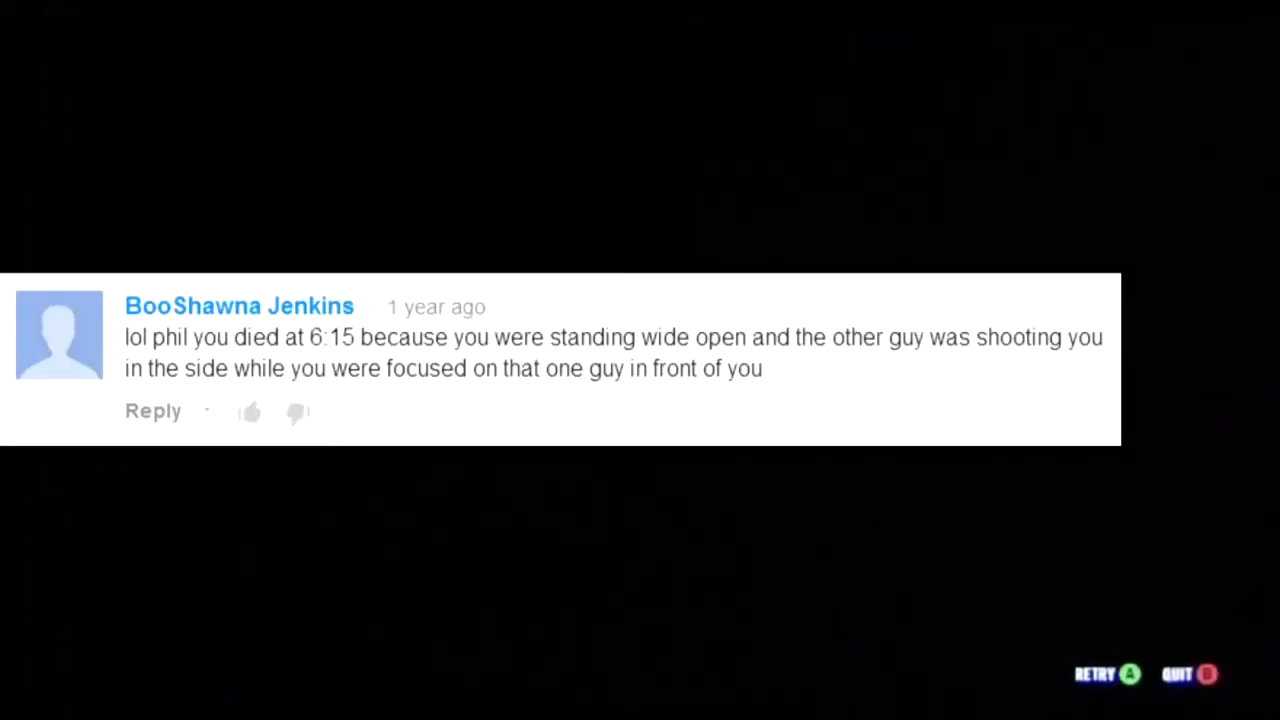 BooShawna Jenkins 1 year ago
lol phil you died at 6:15 because you were standing wide open and the other guy was shooting you
in the side while you were focused on that one guy in front of you
Reply ·
RETRY A QUIT B